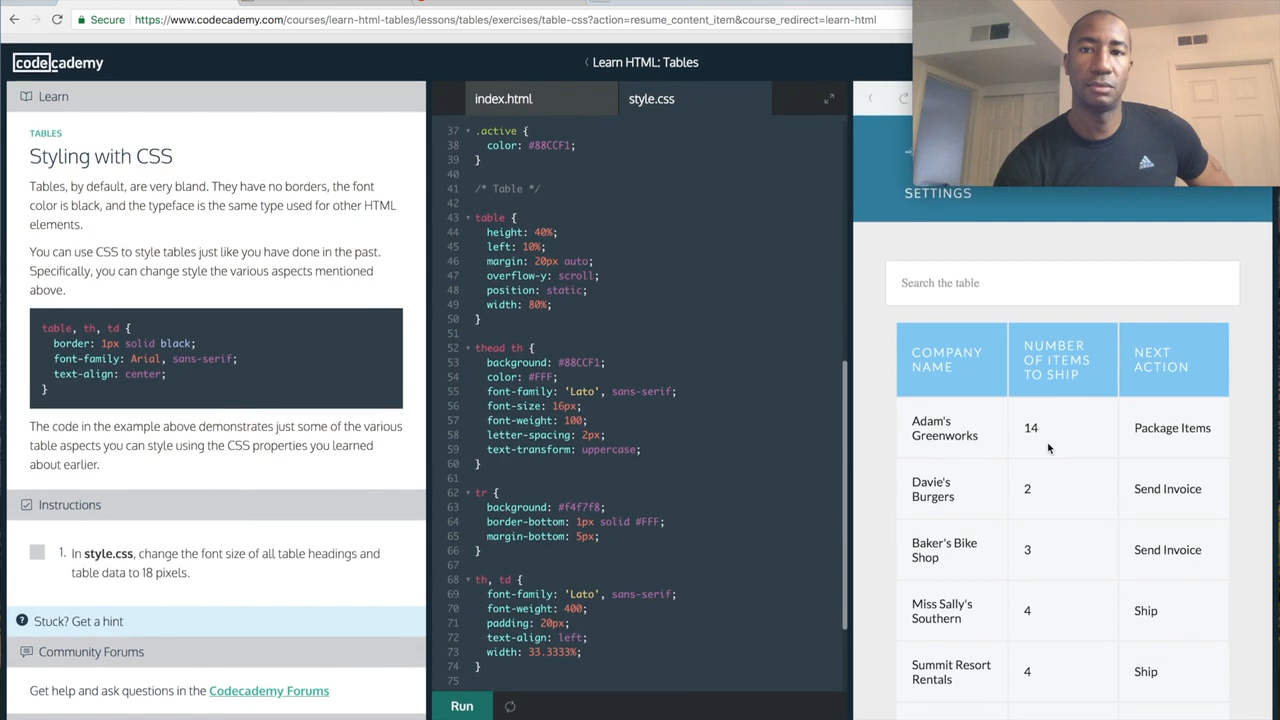 Secure
https://www.codecademy.com/courses/learn-html-tables/lessons/tables/exercises/table-css?action=resume_content_item&course_redirect=learn-html
codecademy
Learn HTML: Tables
Learn
TABLES
Styling with CSS
Tables, by default, are very bland. They have no borders, the font
color is black, and the typeface is the same type used for other HTML
elements.
You can use CSS to style tables just like you have done in the past.
Specifically, you can change style the various aspects mentioned
above.
table, th, td {
border: 1px solid black;
font-family: Arial, sans-serif;
text-align: center;
}
The code in the example above demonstrates just some of the various
table aspects you can style using the CSS properties you learned
about earlier.
Instructions
1. In style.css, change the font size of all table headings and
table data to 18 pixels.
? Stuck? Get a hint
Community Forums
Get help and ask questions in the Codecademy Forums
index.html
style.css
37 .active {
38 color: #88CCF1;
39 }
40
41 /* Table */
42
43 table {
44 height: 40%;
45 left: 10%;
46 margin: 20px auto;
47 overflow-y: scroll;
48 position: static;
49 width: 80%;
50 }
51
52 thead th {
53 background: #88CCF1;
54 color: #FFF;
55 font-family: 'Lato', sans-serif;
56 font-size: 16px;
57 font-weight: 100;
58 letter-spacing: 2px;
59 text-transform: uppercase;
60 }
61
62 tr {
63 background: #f4f7f8;
64 border-bottom: 1px solid #FFF;
65 margin-bottom: 5px;
66 }
67
68 th, td {
69 font-family: 'Lato', sans-serif;
70 font-weight: 400;
71 padding: 20px;
72 text-align: left;
73 width: 33.3333%;
74 }
75
Run
SETTINGS
Search the table
COMPANY
NAME
NUMBER
OF ITEMS
TO SHIP
NEXT
ACTION
Adam's
Greenworks
14
Package Items
Davie's
Burgers
2
Send Invoice
Baker's Bike
Shop
3
Send Invoice
Miss Sally's
Southern
4
Ship
Summit Resort
Rentals
4
Ship
adidas